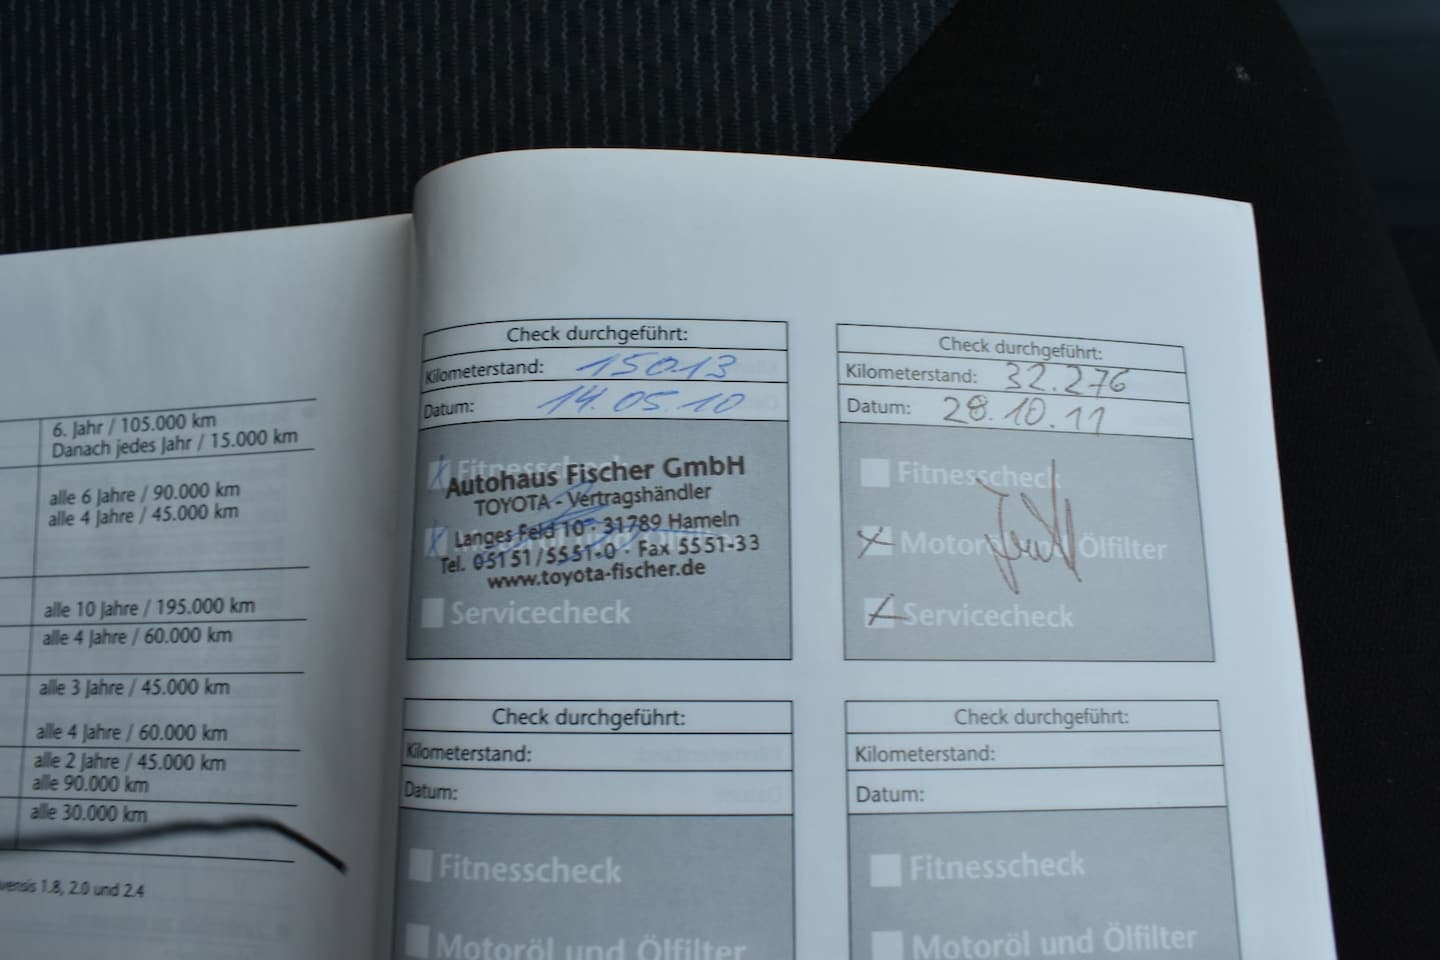 6. Jahr / 105.000 km
Danach jedes Jahr / 15.000 km
alle 6 Jahre / 90.000 km
alle 4 Jahre / 45.000 km
alle 10 Jahre / 195.000 km
alle 4 Jahre / 60.000 km
alle 3 Jahre / 45.000 km
alle 4 Jahre / 60.000 km
alle 2 Jahre / 45.000 km
alle 90.000 km
alle 30.000 km
1.8, 2.0 und 2.4
Check durchgeführt:
Kilometerstand: 15013
Datum: 14.05.10
Fitnesscheck
Autohaus Fischer GmbH
TOYOTA - Vertragshändler
Langes Feld 10 · 31789 Hameln
Tel. 05151/5551-0 · Fax 5551-33
www.toyota-fischer.de
Servicecheck
Check durchgeführt:
Kilometerstand: 32.276
Datum: 28.10.11
Fitnesscheck
Motoröl und Ölfilter
Servicecheck
Check durchgeführt:
Kilometerstand:
Datum:
Fitnesscheck
Motoröl und Ölfilter
Check durchgeführt:
Kilometerstand:
Datum:
Fitnesscheck
Motoröl und Ölfilter